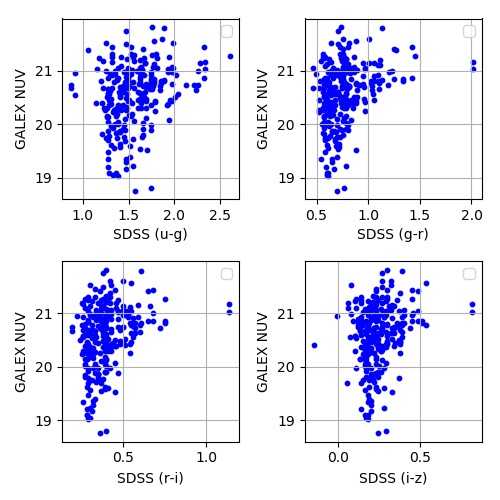 GALEX NUV
21
20
19
1.0 1.5 2.0 2.5
SDSS (u-g)
GALEX NUV
21
20
19
0.5 1.0 1.5 2.0
SDSS (g-r)
GALEX NUV
21
20
19
0.5 1.0
SDSS (r-i)
GALEX NUV
21
20
19
0.0 0.5
SDSS (i-z)